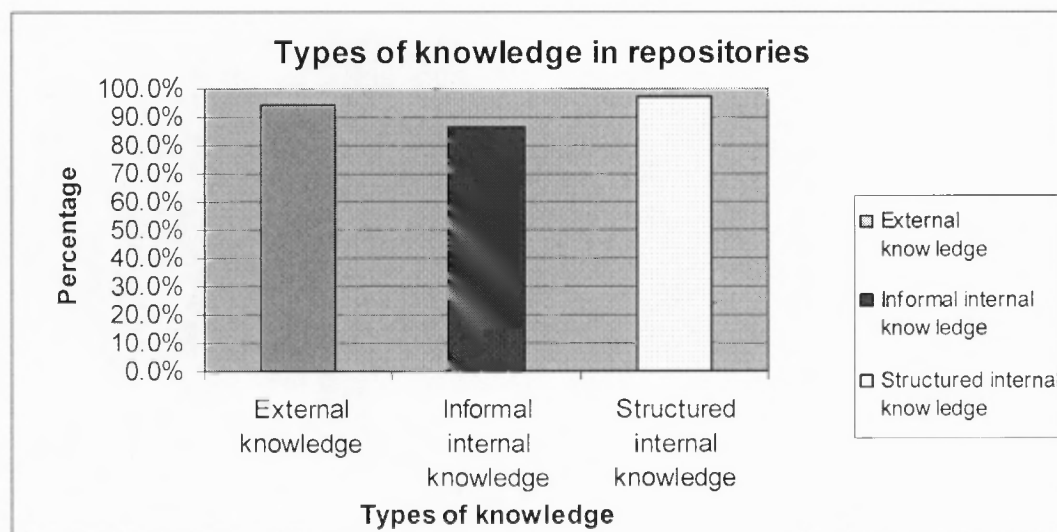 Types of knowledge in repositories
100.0%
90.0%
80.0%
70.0%
60.0%
50.0%
40.0%
30.0%
20.0%
10.0%
0.0%
Percentage
External
knowledge
Informal
internal
knowledge
Structured
internal
knowledge
Types of knowledge
External
know ledge
Informal internal
know ledge
Structured internal
know ledge